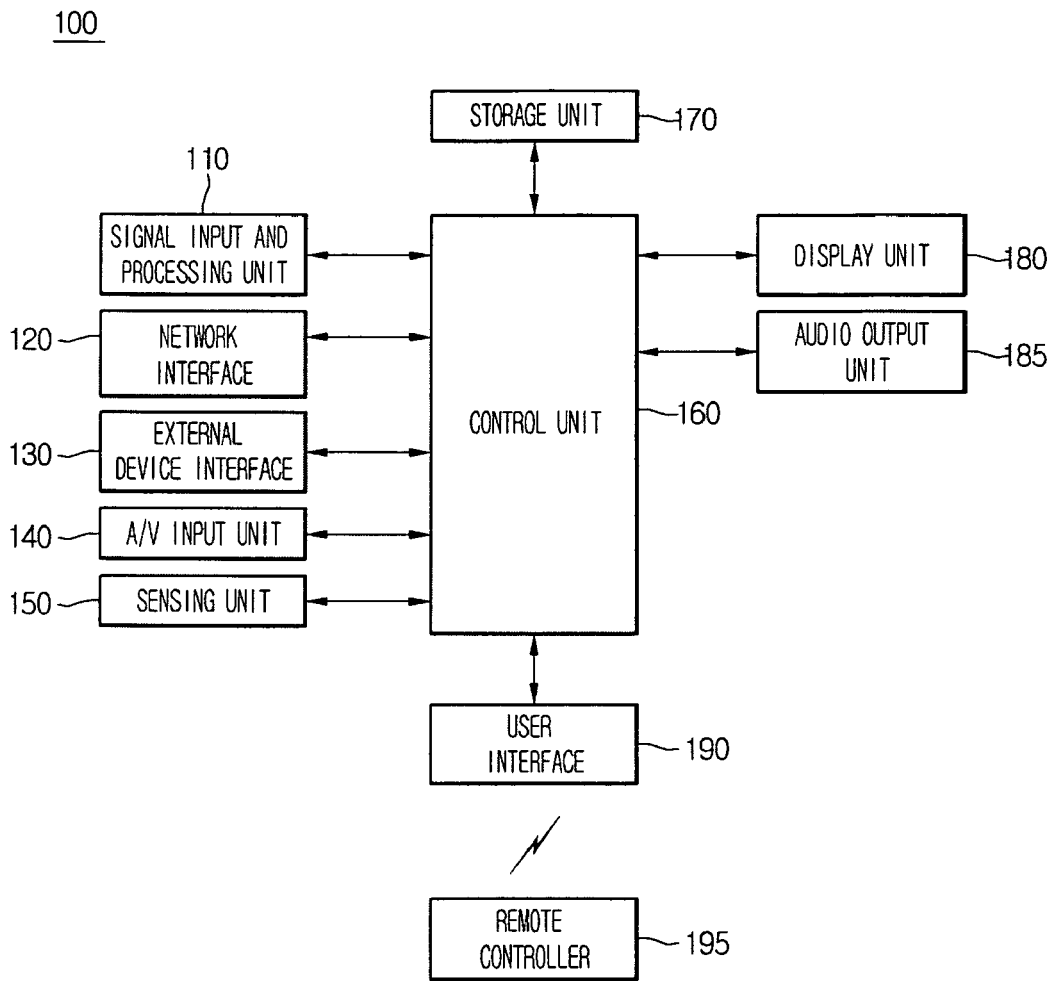 100
STORAGE UNIT
170
110
SIGNAL INPUT AND
PROCESSING UNIT
DISPLAY UNIT
180
120
NETWORK
INTERFACE
AUDIO OUTPUT
UNIT
185
CONTROL UNIT
160
130
EXTERNAL
DEVICE INTERFACE
140
A/V INPUT UNIT
150
SENSING UNIT
USER
INTERFACE
190
REMOTE
CONTROLLER
195